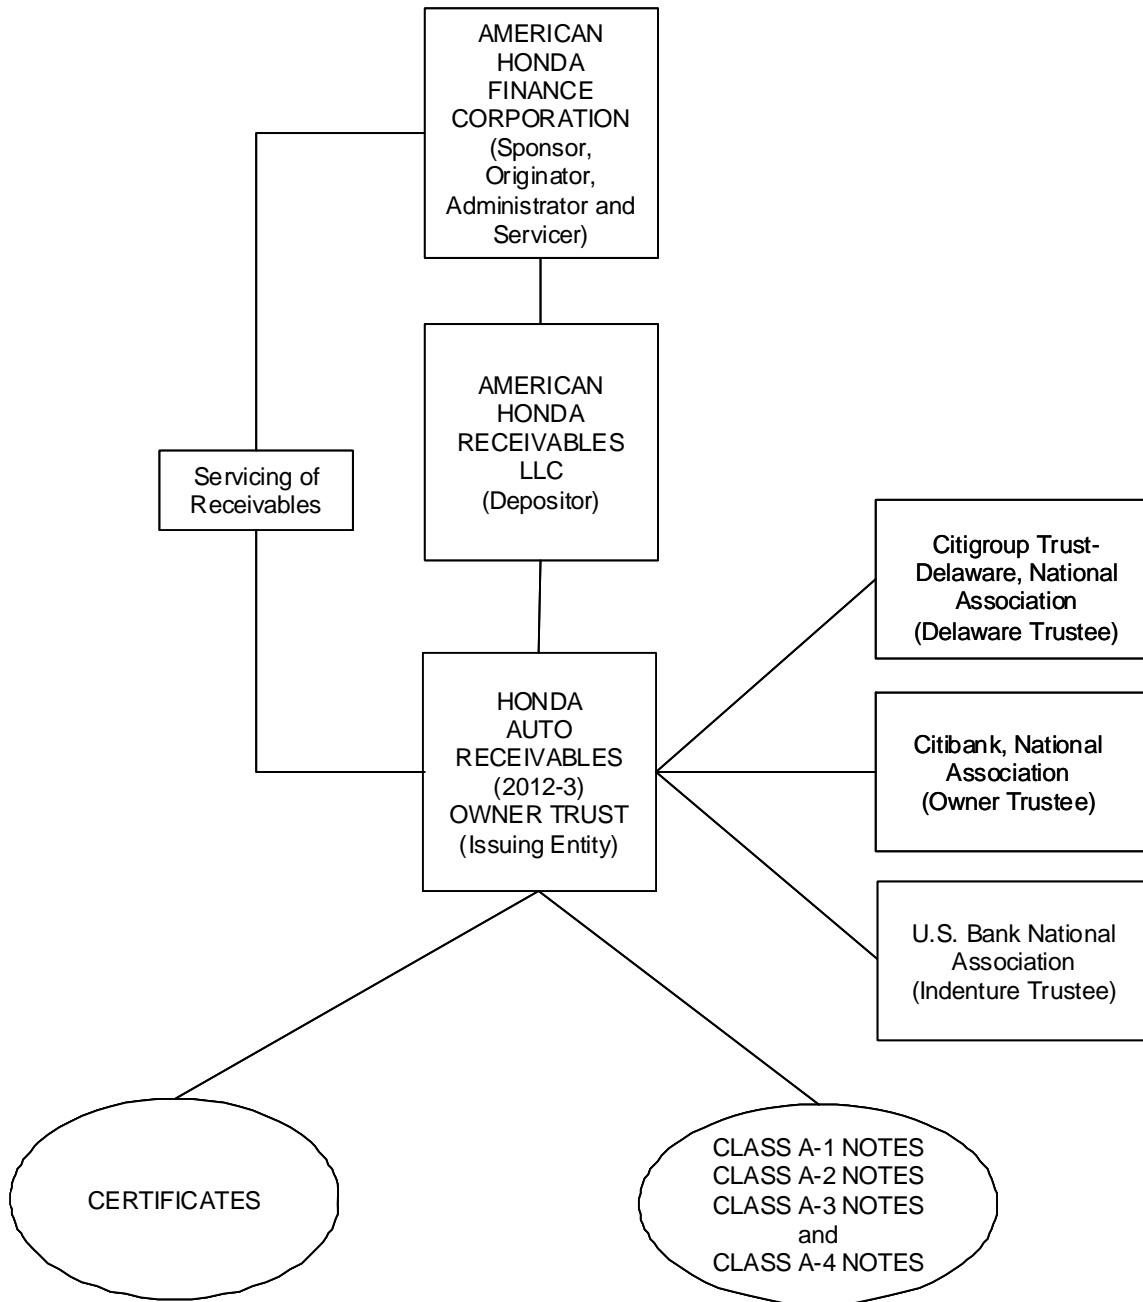 AMERICAN
HONDA
FINANCE
CORPORATION
(Sponsor,
Originator,
Administrator and
Servicer)
AMERICAN
HONDA
RECEIVABLES
LLC
(Depositor)
Servicing of
Receivables
Citigroup Trust-
Delaware, National
Association
(Delaware Trustee)
HONDA
AUTO
RECEIVABLES
(2012-3)
OWNER TRUST
(Issuing Entity)
Citibank, National
Association
(Owner Trustee)
U.S. Bank National
Association
(Indenture Trustee)
CERTIFICATES
CLASS A-1 NOTES
CLASS A-2 NOTES
CLASS A-3 NOTES
and
CLASS A-4 NOTES